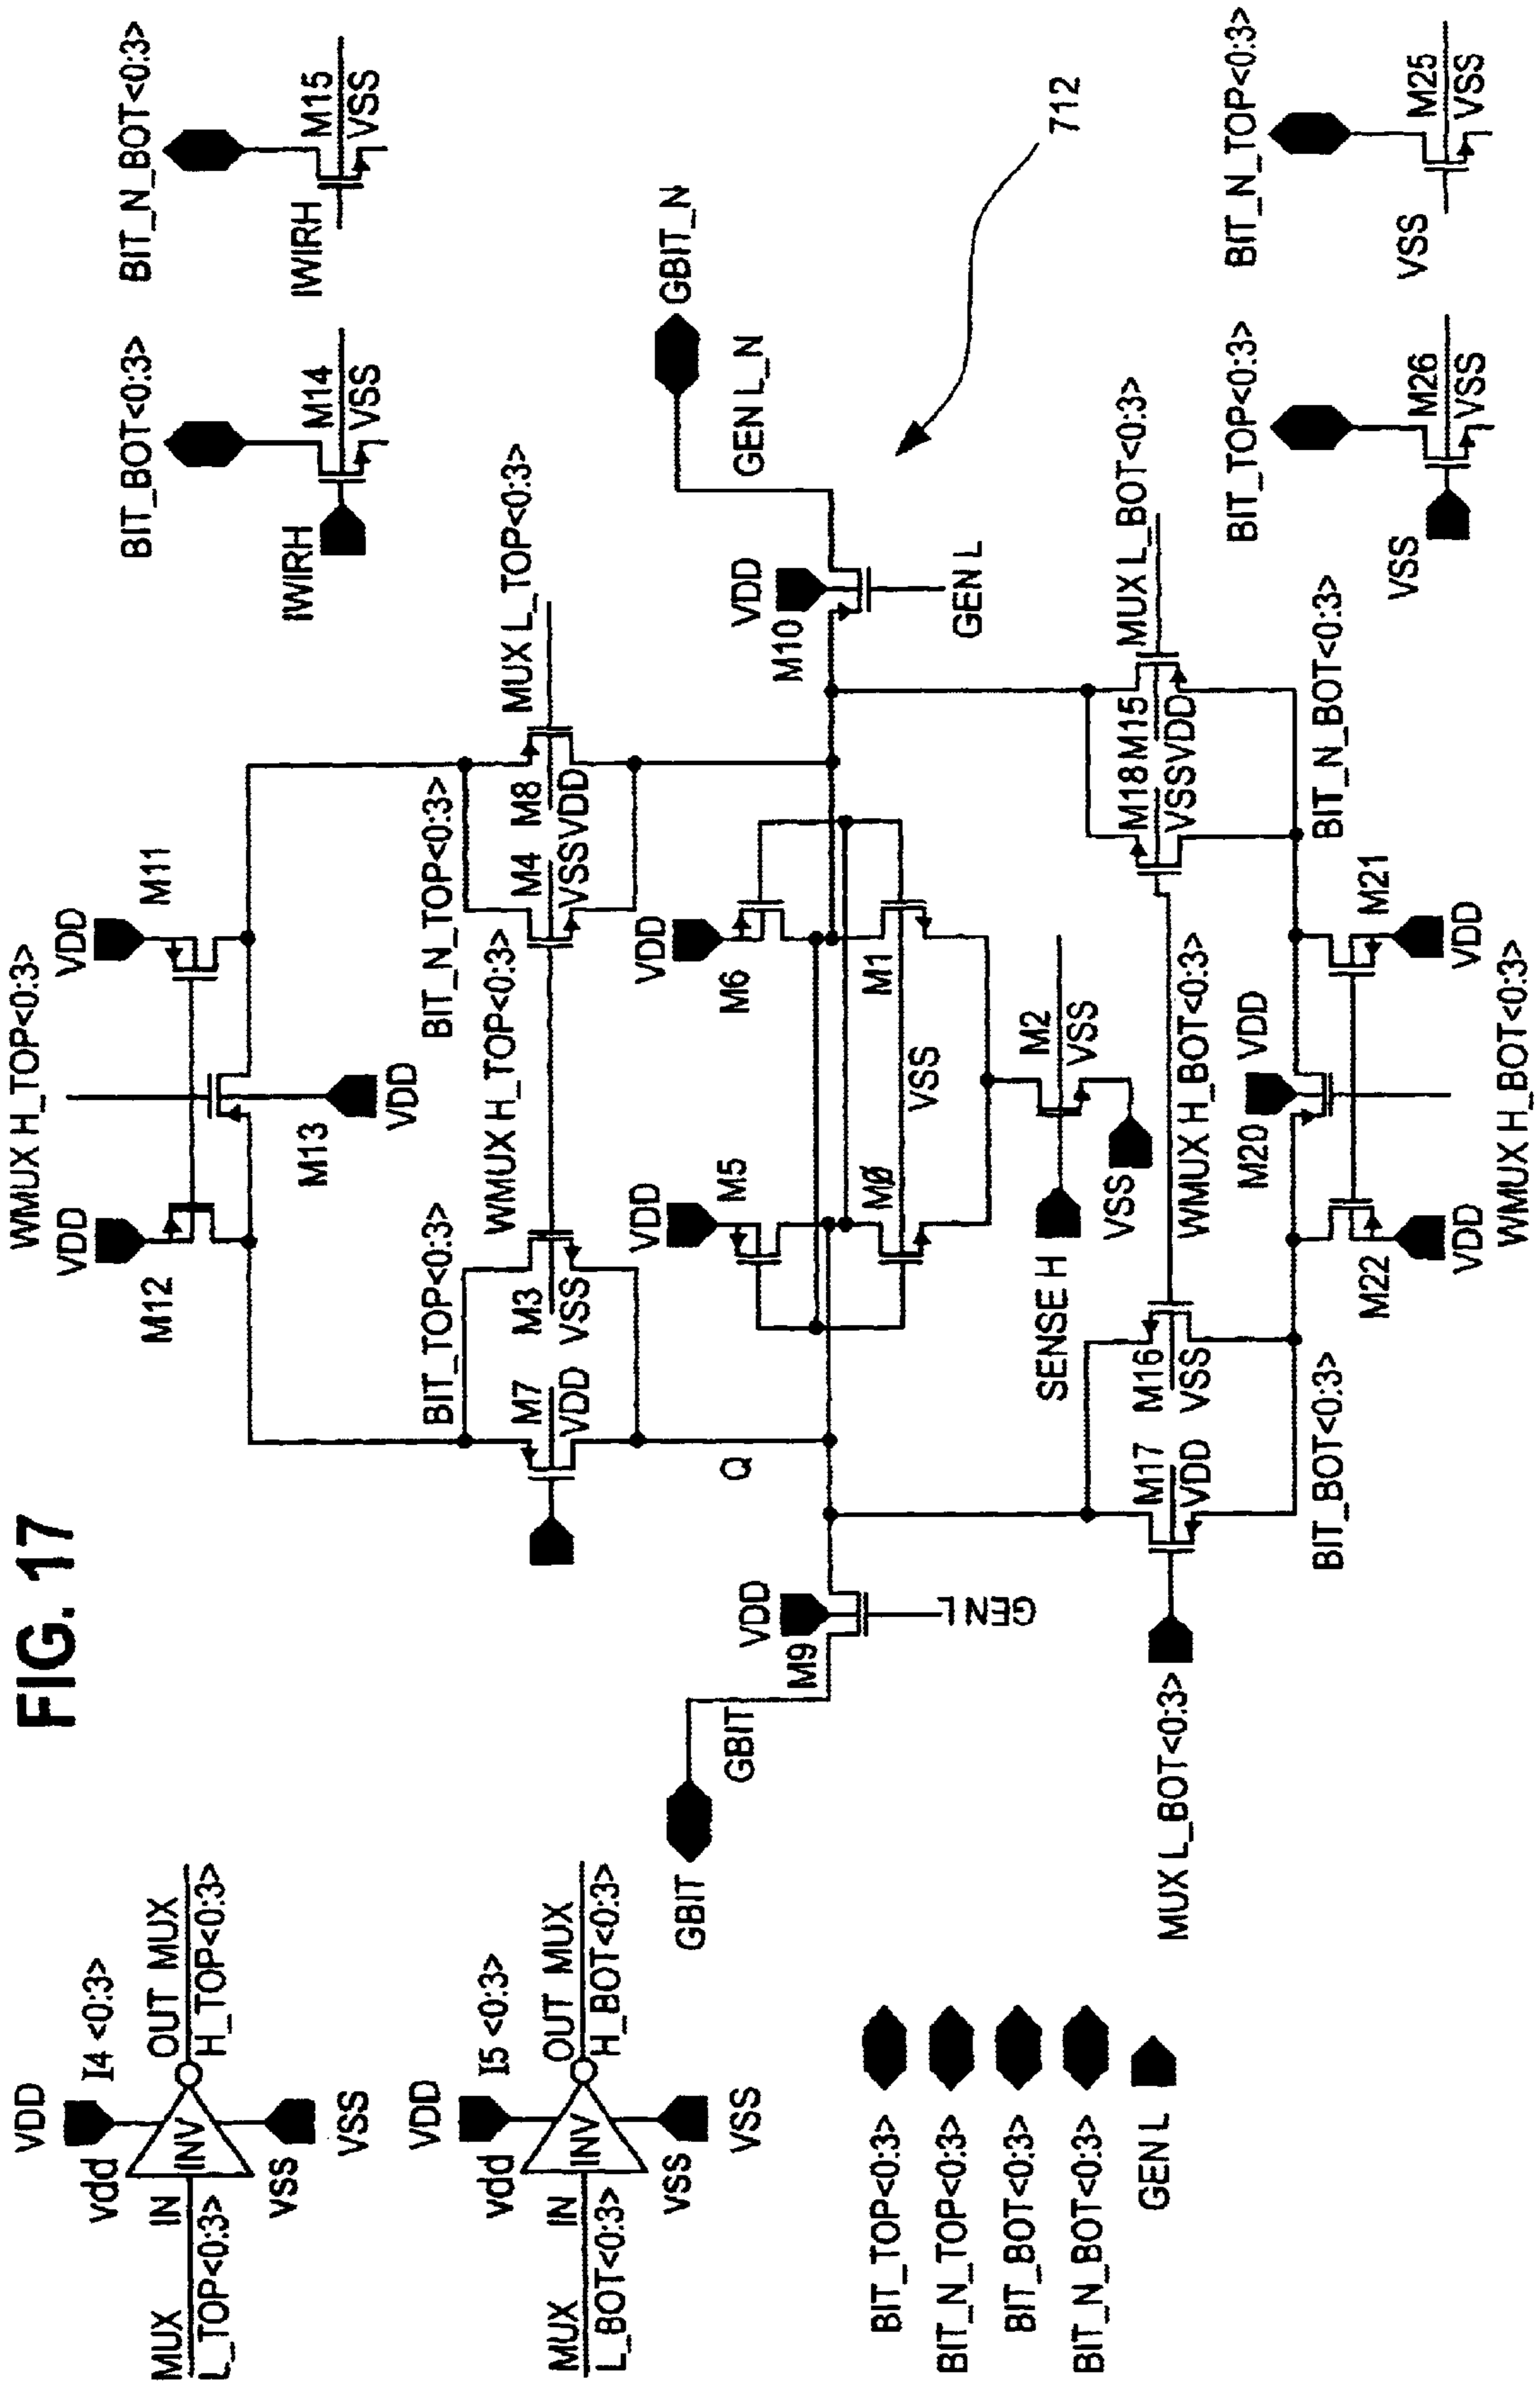 FIG. 17
VDD
I4 <0:3>
vdd
OUT MUX
H_TOP<0:3>
INV
IN
MUX
L_TOP<0:3>
VSS
VSS
VDD
I5 <0:3>
vdd
OUT MUX
H_BOT<0:3>
INV
IN
MUX
L_BOT<0:3>
VSS
VSS
BIT_TOP<0:3>
BIT_N_TOP<0:3>
BIT_BOT<0:3>
BIT_N_BOT<0:3>
GEN L
WMUX H_TOP<0:3>
VDD
M12
VDD
M11
M13
VDD
BIT_TOP<0:3>
M7
VDD
M3
VSS
WMUX H_TOP<0:3>
BIT_N_TOP<0:3>
M4
VSS
M8
VDD
MUX L_TOP<0:3>
Q
GBIT
GBIT
VDD
M9
GEN L
VDD
M5
VDD
M6
MØ
M1
VSS
SENSE H
M2
VSS
VSS
VDD
M10
GEN L
GEN L_N
GBIT_N
712
MUX L_BOT<0:3>
M17
VDD
M16
VSS
WMUX H_BOT<0:3>
M18
VSS
M15
VDD
MUX L_BOT<0:3>
BIT_BOT<0:3>
BIT_N_BOT<0:3>
M20
VDD
M22
VDD
M21
VDD
WMUX H_BOT<0:3>
BIT_BOT<0:3>
M14
VSS
IWIRH
BIT_N_BOT<0:3>
M15
VSS
IWIRH
BIT_TOP<0:3>
M26
VSS
VSS
BIT_N_TOP<0:3>
M25
VSS
VSS